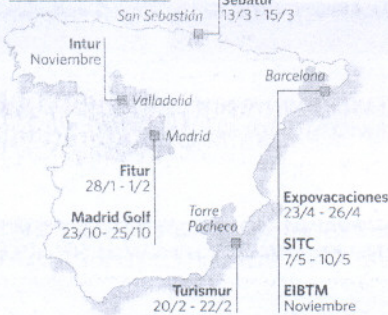 Sedatur
13/3 - 15/3
San Sebastián
Intur
Noviembre
Valladolid
Barcelona
Madrid
Fitur
28/1 - 1/2
Madrid Golf
23/10 - 25/10
Torre
Pacheco
Turismur
20/2 - 22/2
Expovacaciones
23/4 - 26/4
SITC
7/5 - 10/5
EIBTM
Noviembre